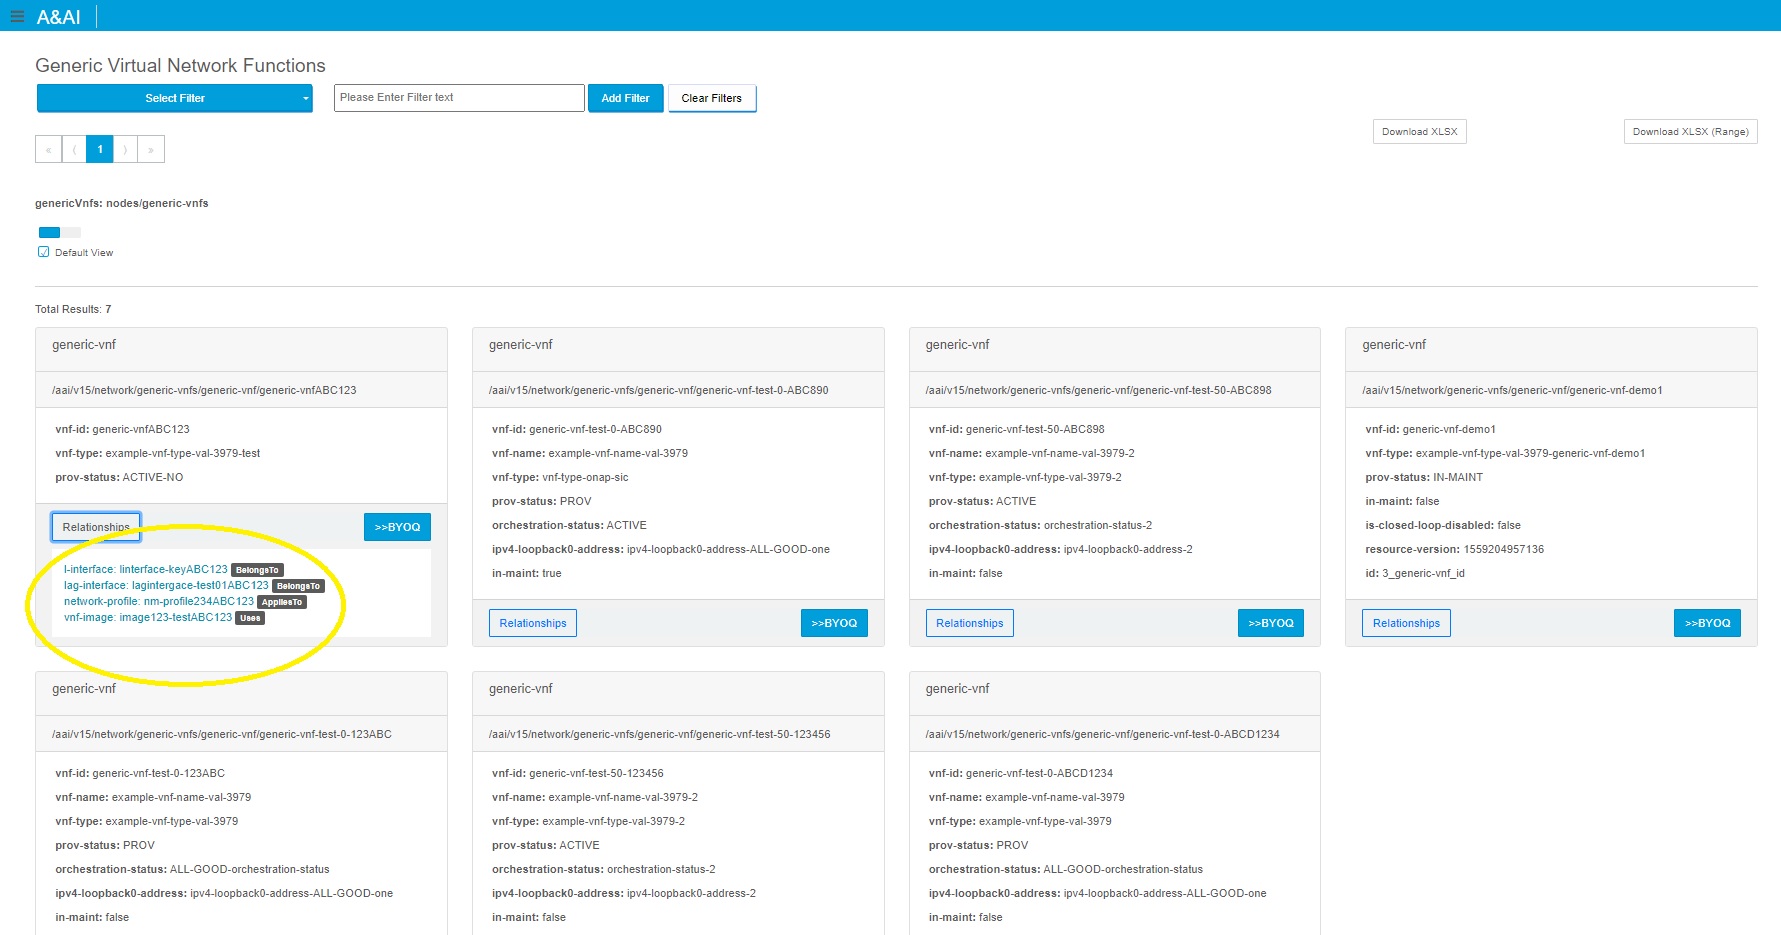 A&AI
Generic Virtual Network Functions
Select Filter
Please Enter Filter text
Add Filter
Clear Filters
« ⟨ 1 ⟩ »
Download XLSX
Download XLSX (Range)
genericVnfs: nodes/generic-vnfs
Default View
Total Results: 7
generic-vnf
/aai/v15/network/generic-vnfs/generic-vnf/generic-vnfABC123
vnf-id: generic-vnfABC123
vnf-type: example-vnf-type-val-3979-test
prov-status: ACTIVE-NO
Relationships
>>BYOQ
l-interface: linterface-keyABC123 BelongsTo
lag-interface: lagintergace-test01ABC123 BelongsTo
network-profile: nm-profile234ABC123 AppliesTo
vnf-image: image123-testABC123 Uses
generic-vnf
/aai/v15/network/generic-vnfs/generic-vnf/generic-vnf-test-0-ABC890
vnf-id: generic-vnf-test-0-ABC890
vnf-name: example-vnf-name-val-3979
vnf-type: vnf-type-onap-sic
prov-status: PROV
orchestration-status: ACTIVE
ipv4-loopback0-address: ipv4-loopback0-address-ALL-GOOD-one
in-maint: true
Relationships
>>BYOQ
generic-vnf
/aai/v15/network/generic-vnfs/generic-vnf/generic-vnf-test-50-ABC898
vnf-id: generic-vnf-test-50-ABC898
vnf-name: example-vnf-name-val-3979-2
vnf-type: example-vnf-type-val-3979-2
prov-status: ACTIVE
orchestration-status: orchestration-status-2
ipv4-loopback0-address: ipv4-loopback0-address-2
in-maint: false
Relationships
>>BYOQ
generic-vnf
/aai/v15/network/generic-vnfs/generic-vnf/generic-vnf-demo1
vnf-id: generic-vnf-demo1
vnf-type: example-vnf-type-val-3979-generic-vnf-demo1
prov-status: IN-MAINT
in-maint: false
is-closed-loop-disabled: false
resource-version: 1559204957136
id: 3_generic-vnf_id
Relationships
>>BYOQ
generic-vnf
/aai/v15/network/generic-vnfs/generic-vnf/generic-vnf-test-0-123ABC
vnf-id: generic-vnf-test-0-123ABC
vnf-name: example-vnf-name-val-3979
vnf-type: example-vnf-type-val-3979
prov-status: PROV
orchestration-status: ALL-GOOD-orchestration-status
ipv4-loopback0-address: ipv4-loopback0-address-ALL-GOOD-one
in-maint: false
generic-vnf
/aai/v15/network/generic-vnfs/generic-vnf/generic-vnf-test-50-123456
vnf-id: generic-vnf-test-50-123456
vnf-name: example-vnf-name-val-3979-2
vnf-type: example-vnf-type-val-3979-2
prov-status: ACTIVE
orchestration-status: orchestration-status-2
ipv4-loopback0-address: ipv4-loopback0-address-2
in-maint: false
generic-vnf
/aai/v15/network/generic-vnfs/generic-vnf/generic-vnf-test-0-ABCD1234
vnf-id: generic-vnf-test-0-ABCD1234
vnf-name: example-vnf-name-val-3979
vnf-type: example-vnf-type-val-3979
prov-status: PROV
orchestration-status: ALL-GOOD-orchestration-status
ipv4-loopback0-address: ipv4-loopback0-address-ALL-GOOD-one
in-maint: false